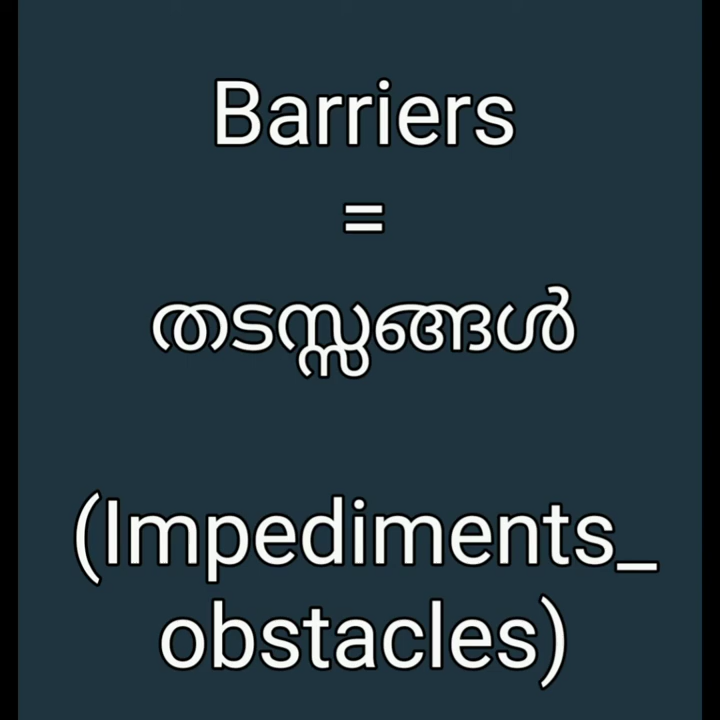 Barriers
=
തടസ്സങ്ങൾ
(Impediments_
obstacles)